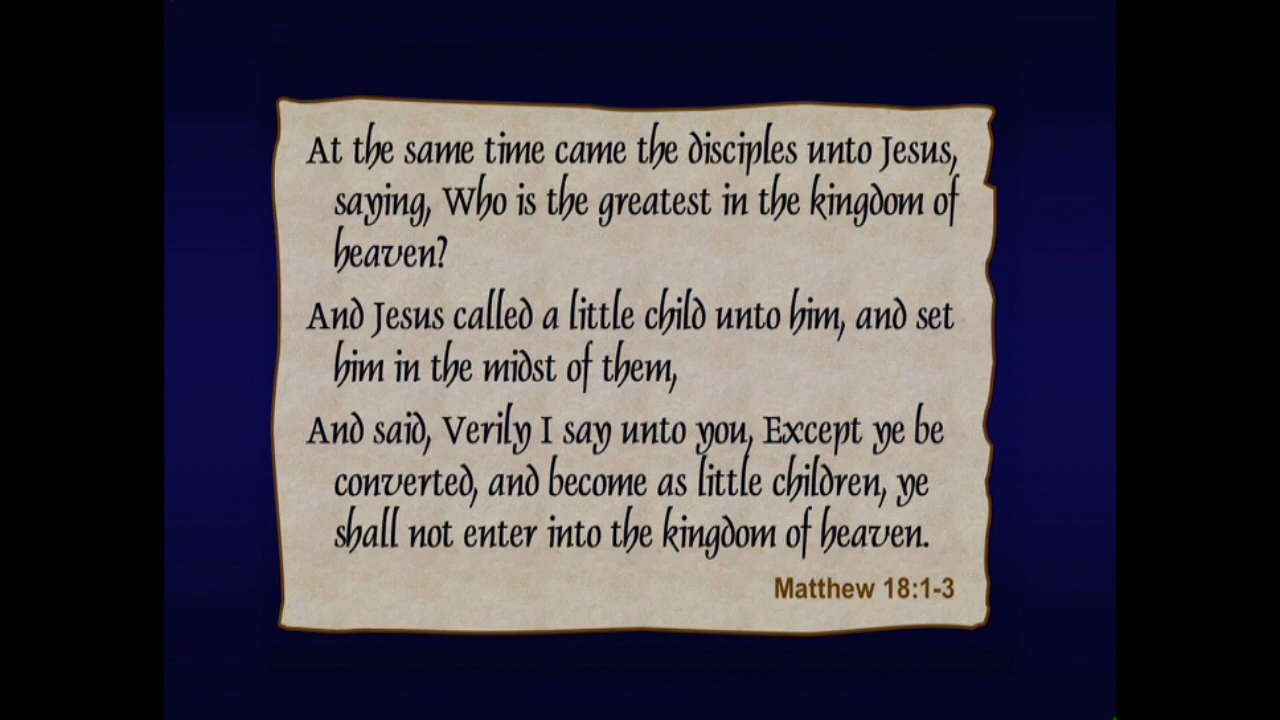 At the same time came the disciples unto Jesus,
saying, Who is the greatest in the kingdom of
heaven?
And Jesus called a little child unto him, and set
him in the midst of them,
And said, Verily I say unto you, Except ye be
converted, and become as little children, ye
shall not enter into the kingdom of heaven.
Matthew 18:1-3